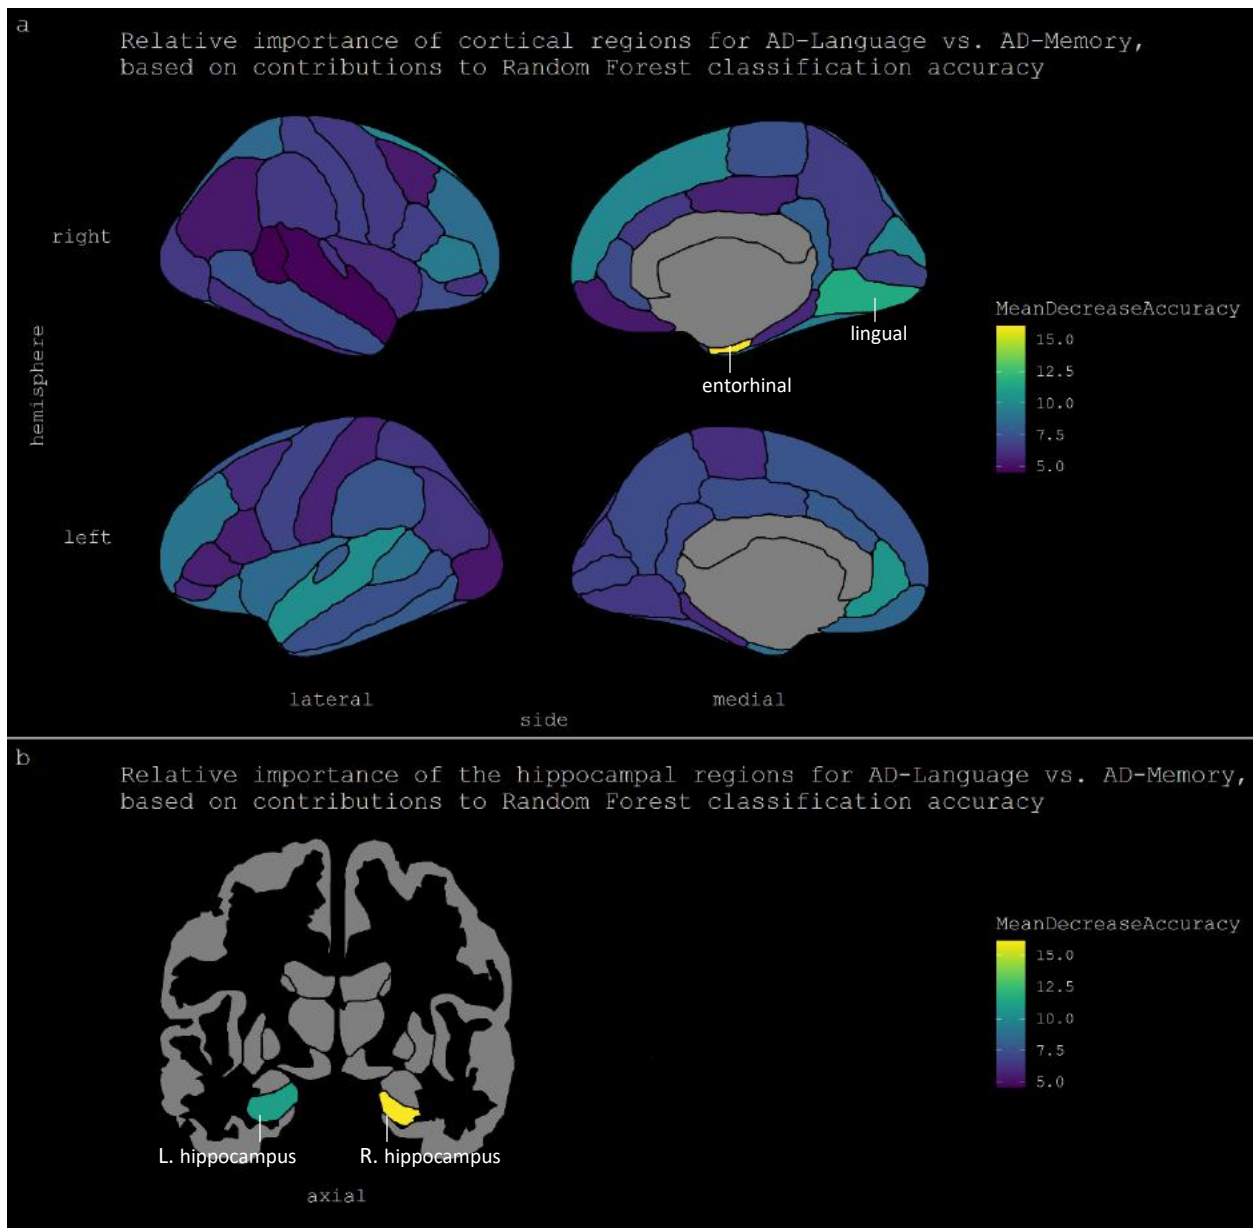 a
Relative importance of cortical regions for AD-Language vs. AD-Memory,
based on contributions to Random Forest classification accuracy
right
lingual
entorhinal
hemisphere
left
lateral
medial
side
MeanDecreaseAccuracy
15.0
12.5
10.0
7.5
5.0
b
Relative importance of the hippocampal regions for AD-Language vs. AD-Memory,
based on contributions to Random Forest classification accuracy
L. hippocampus
R. hippocampus
axial
MeanDecreaseAccuracy
15.0
12.5
10.0
7.5
5.0